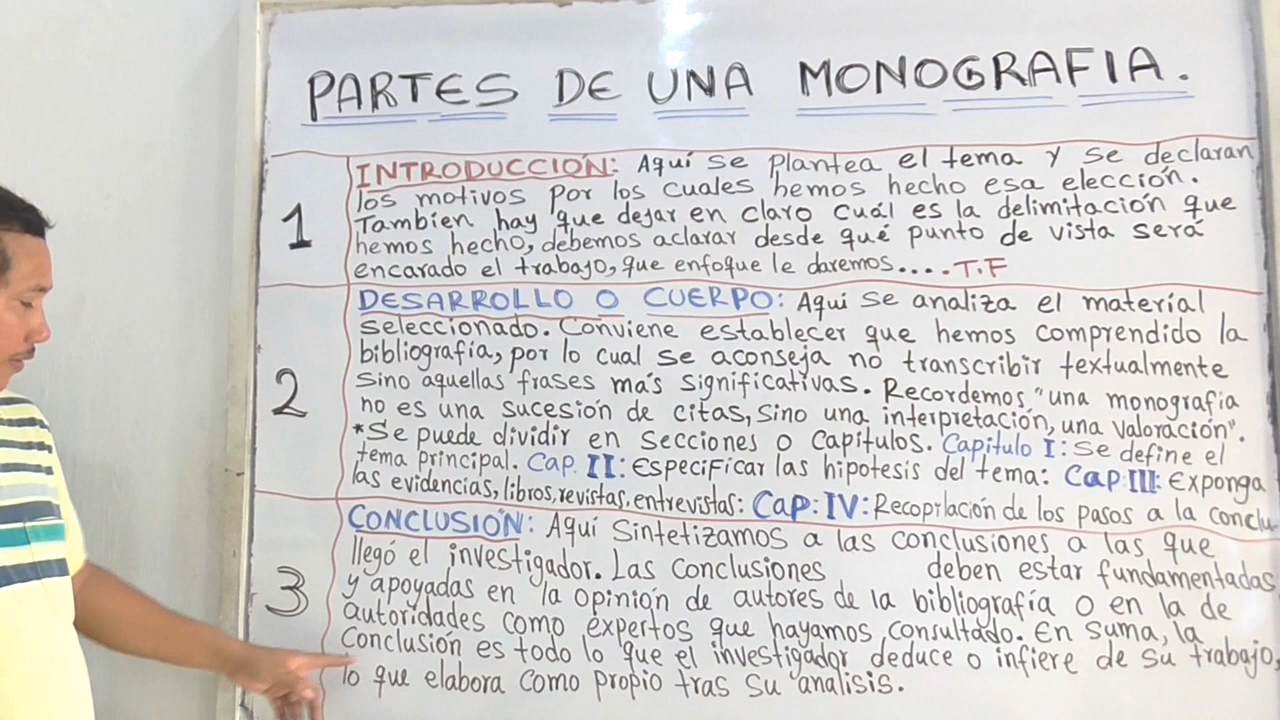 PARTES DE UNA MONOGRAFIA.
1
INTRODUCCIÓN: Aquí se plantea el tema y se declaran
los motivos por los cuales hemos hecho esa elección.
Tambien hay que dejar en claro cuál es la delimitación que
hemos hecho, debemos aclarar desde qué punto de vista será
encarado el trabajo, que enfoque le daremos.... T.F
2
DESARROLLO O CUERPO: Aquí se analiza el material
seleccionado. Conviene establecer que hemos comprendido la
bibliografía, por lo cual se aconseja no transcribir textualmente
sino aquellas frases más significativas. Recordemos "una monografía
no es una sucesión de citas, sino una interpretación, una valoración".
*Se puede dividir en secciones o capítulos. Capítulo I: se define el
tema principal. Cap. II: Especificar las hipotesis del tema: Cap III: Exponga
las evidencias, libros, revistas, entrevistas: Cap: IV: Recopilación de los pasos a la conclu
3
CONCLUSIÓN: Aquí sintetizamos a las conclusiones a las que
llegó el investigador. Las conclusiones deben estar fundamentadas
y apoyadas en la opinión de autores de la bibliografía o en la de
autoridades como expertos que hayamos consultado. En suma, la
conclusión es todo lo que el investigador deduce o infiere de su trabajo,
lo que elabora como propio tras su análisis.